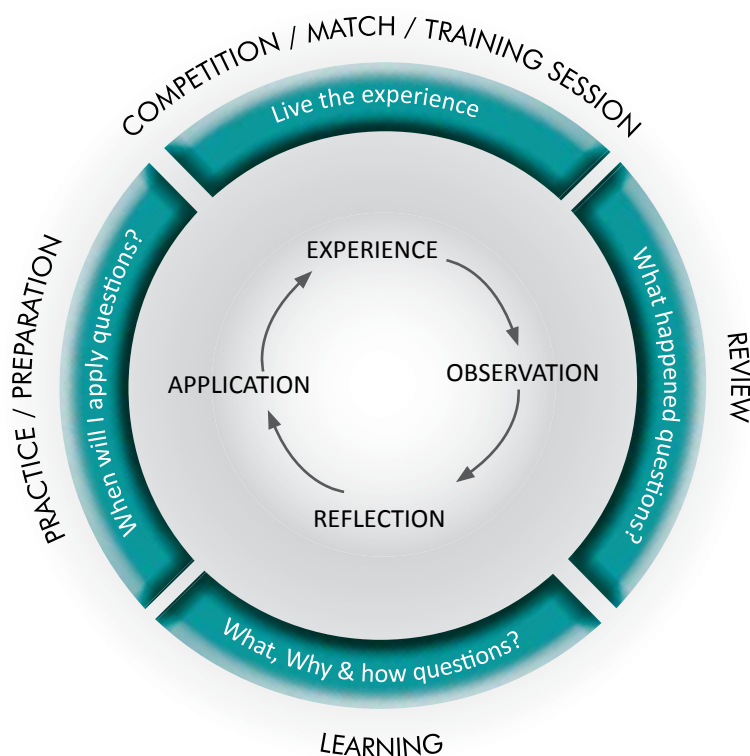 COMPETITION / MATCH / TRAINING SESSION
Live the experience
EXPERIENCE
What happened questions?
REVIEW
OBSERVATION
REFLECTION
What, Why & how questions?
LEARNING
APPLICATION
When will I apply questions?
PRACTICE / PREPARATION